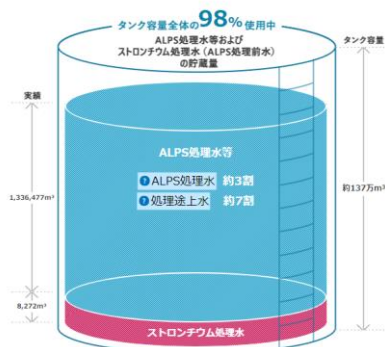 タンク容量全体の98%使用中
ALPS処理水等および
ストロンチウム処理水（ALPS処理前水）
の貯蔵量
タンク容量
実績
ALPS処理水等
? ALPS処理水 約3割
? 処理途上水 約7割
1,336,477m³
約137万m³
8,272m³
ストロンチウム処理水